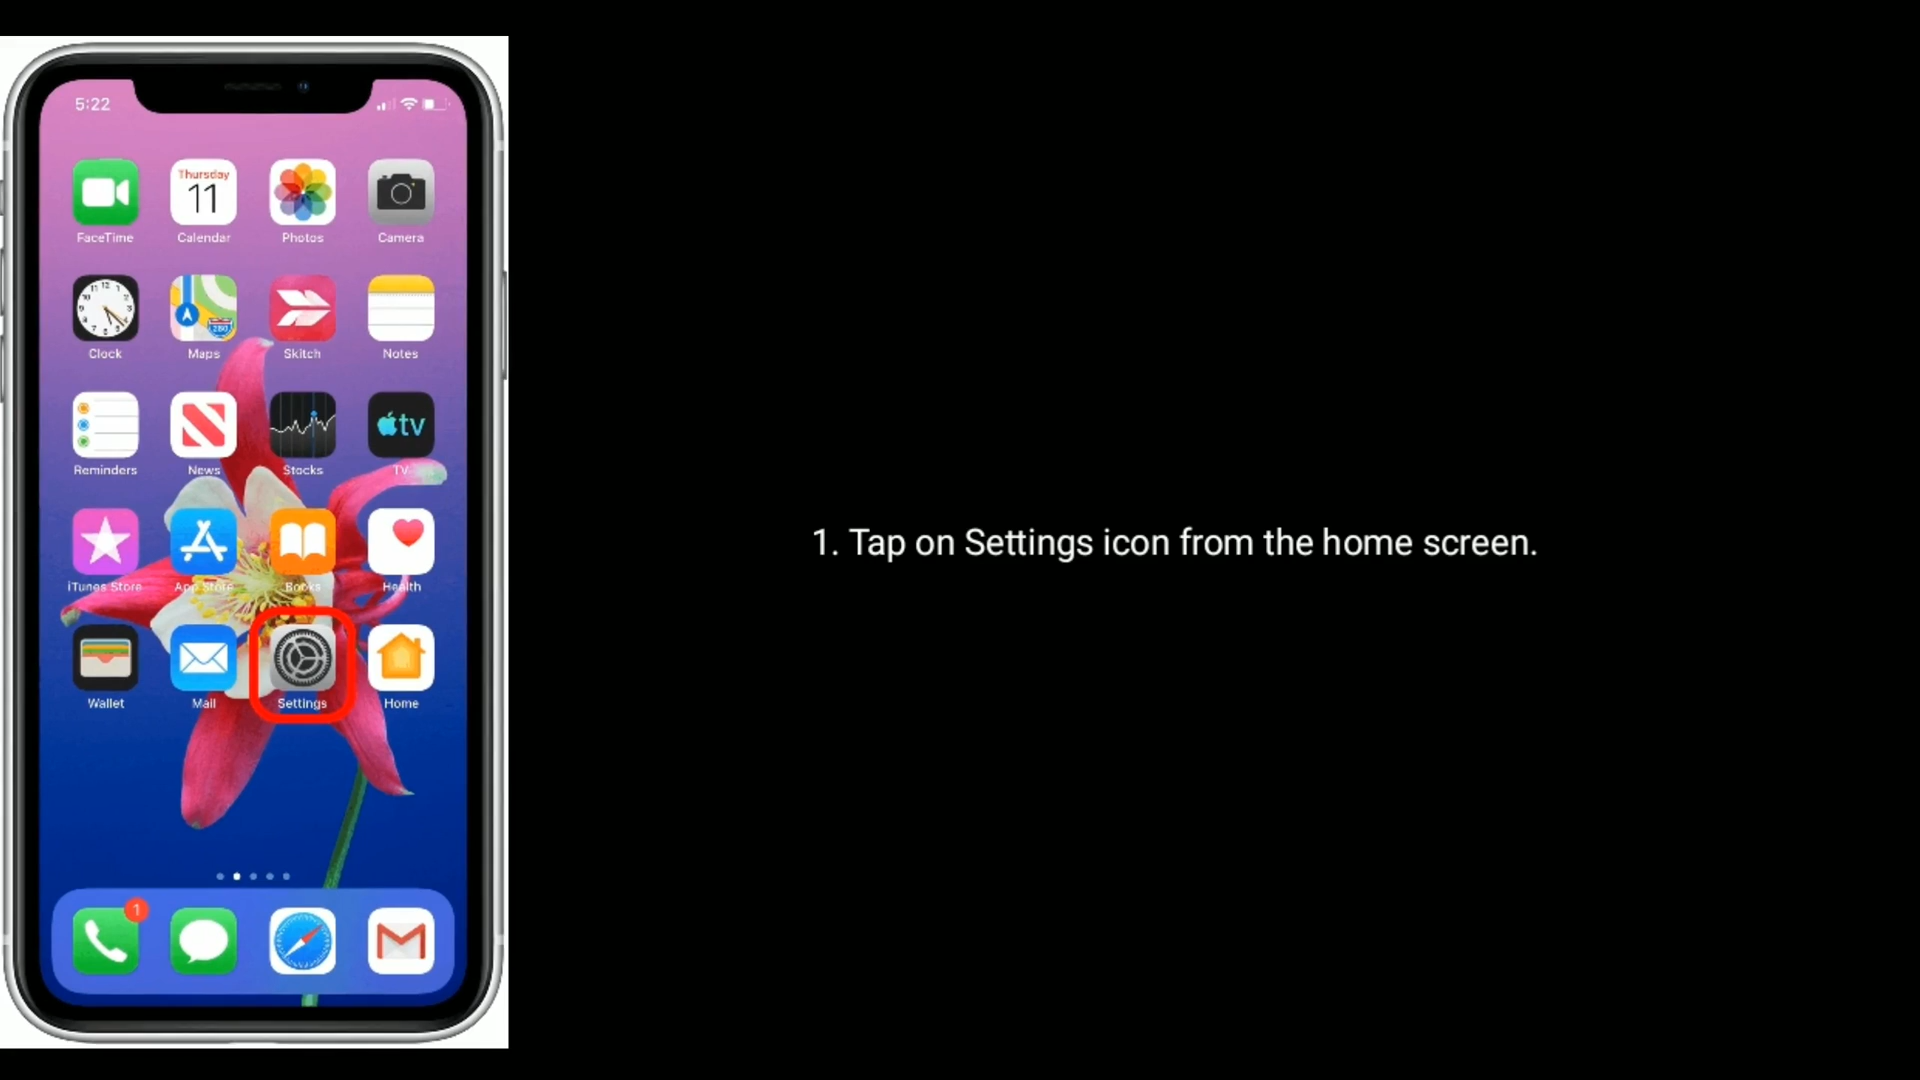 5:22
Thursday
11
FaceTime
Calendar
Photos
Camera
280
Clock
Maps
Skitch
Notes
tv
Reminders
News
Stocks
TV
iTunes Store
App Store
Books
Health
Wallet
Mail
Settings
Home
1
1. Tap on Settings icon from the home screen.